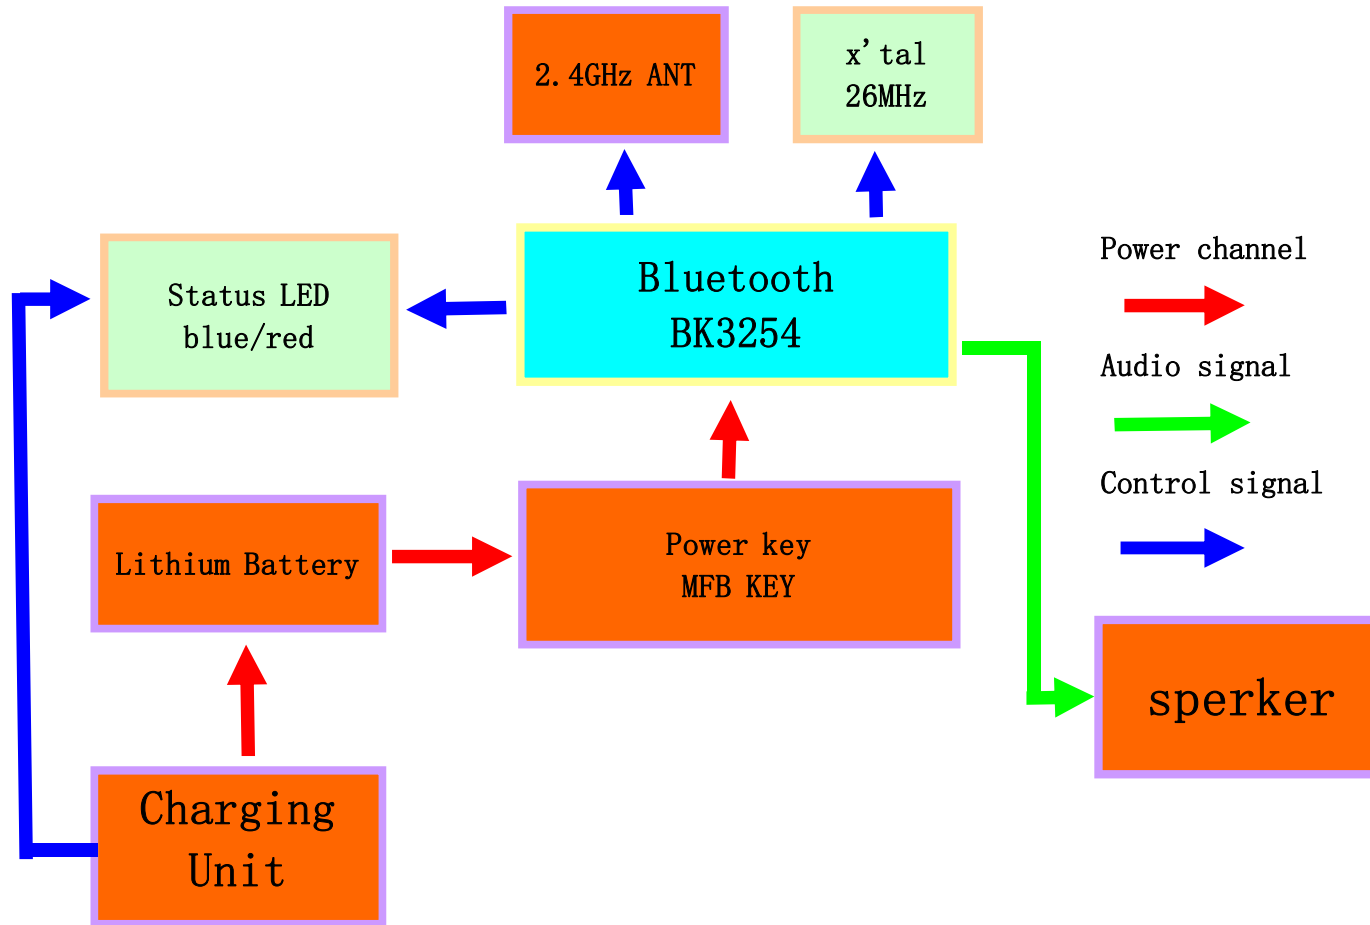 2.4GHz ANT
x'tal
26MHz
Bluetooth
BK3254
Status LED
blue/red
Power channel
Audio signal
Control signal
Lithium Battery
Power key
MFB KEY
sperker
Charging
Unit